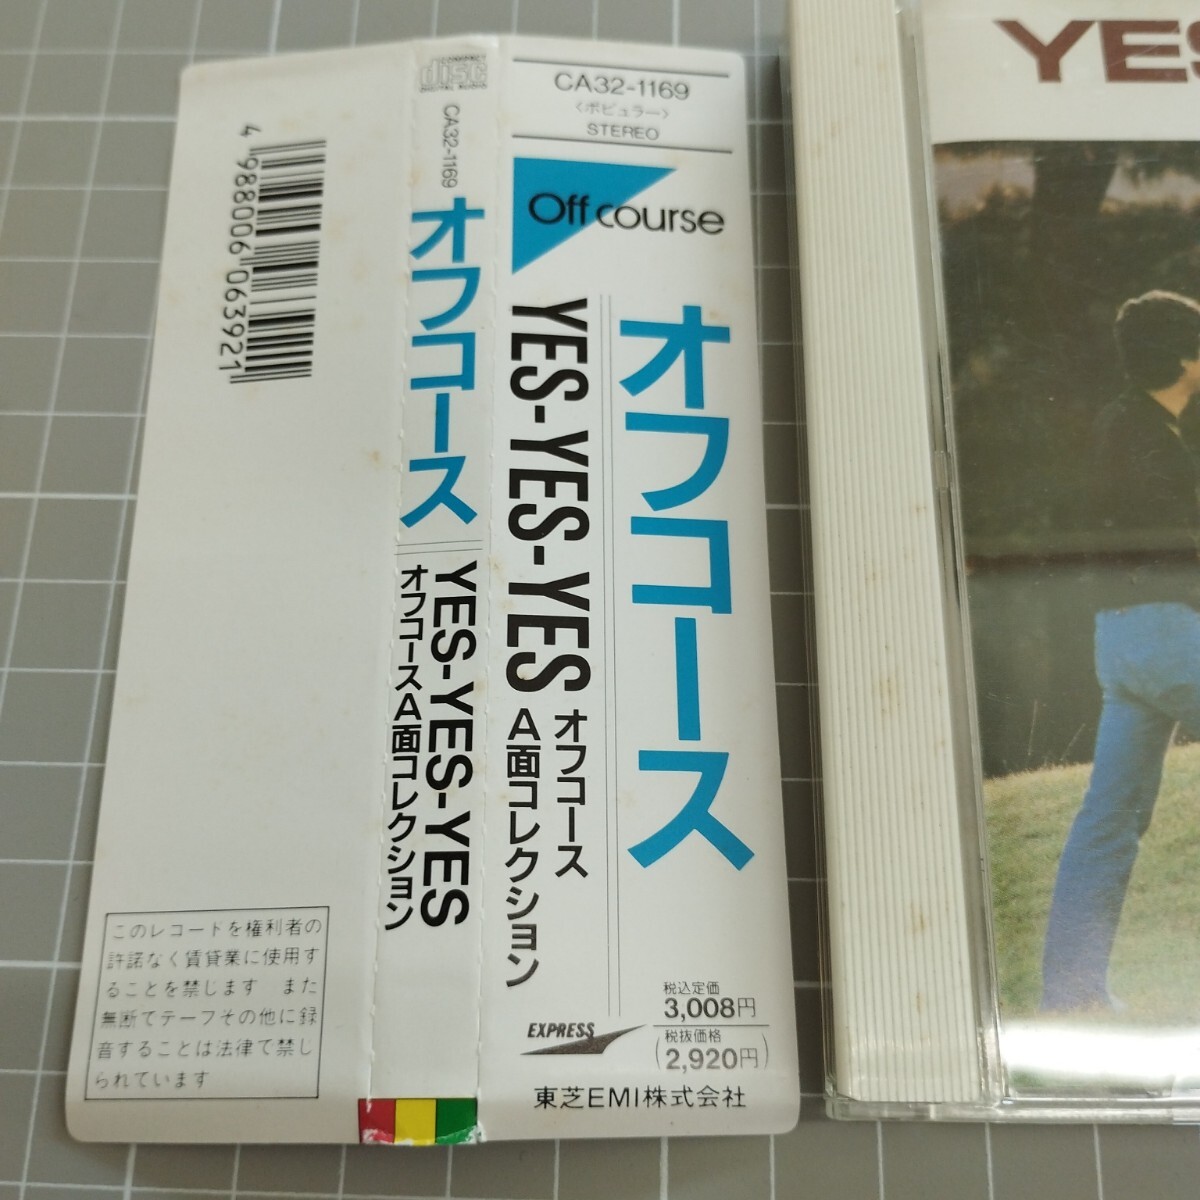 4 988006 063921
このレコードを権利者の
許諾なく賃貸業に使用す
ることを禁じます　また
無断でテープその他に録
音することは法律で禁じ
られています
COMPACT
disc
DIGITAL AUDIO
CA32-1169
オフコース
YES-YES-YES
オフコースA面コレクション
CA32-1169
〈ポピュラー〉
STEREO
Off course
オフコース
YES-YES-YES
オフコース
A面コレクション
税込定価
3,008円
税抜価格
(2,920円)
EXPRESS
東芝EMI株式会社
YES